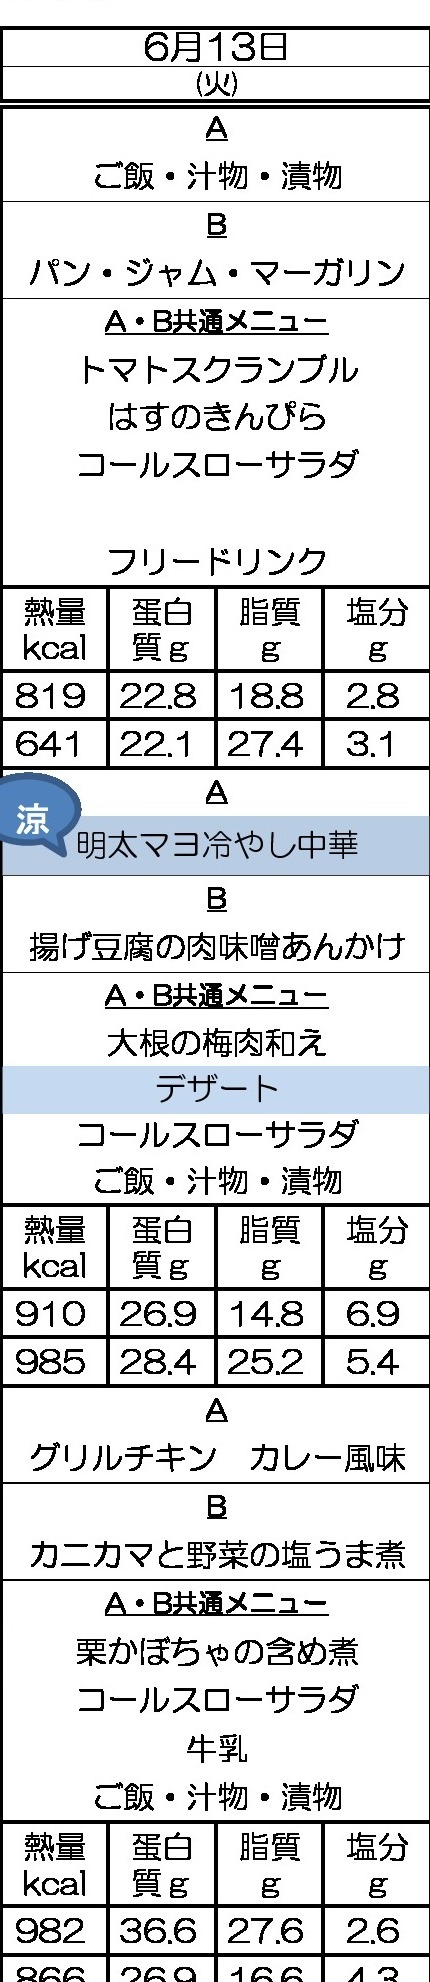 6月13日
(火)
A
ご飯・汁物・漬物
B
パン・ジャム・マーガリン
A・B共通メニュー
トマトスクランブル
はすのきんぴら
コールスローサラダ
フリードリンク
熱量 蛋白 脂質 塩分
kcal 質ｇ ｇ ｇ
819 22.8 18.8 2.8
641 22.1 27.4 3.1
A
涼
明太マヨ冷やし中華
B
揚げ豆腐の肉味噌あんかけ
A・B共通メニュー
大根の梅肉和え
デザート
コールスローサラダ
ご飯・汁物・漬物
熱量 蛋白 脂質 塩分
kcal 質ｇ ｇ ｇ
910 26.9 14.8 6.9
985 28.4 25.2 5.4
A
グリルチキン　カレー風味
B
カニカマと野菜の塩うま煮
A・B共通メニュー
栗かぼちゃの含め煮
コールスローサラダ
牛乳
ご飯・汁物・漬物
熱量 蛋白 脂質 塩分
kcal 質ｇ ｇ ｇ
982 36.6 27.6 2.6
866 26.9 16.6 4.3